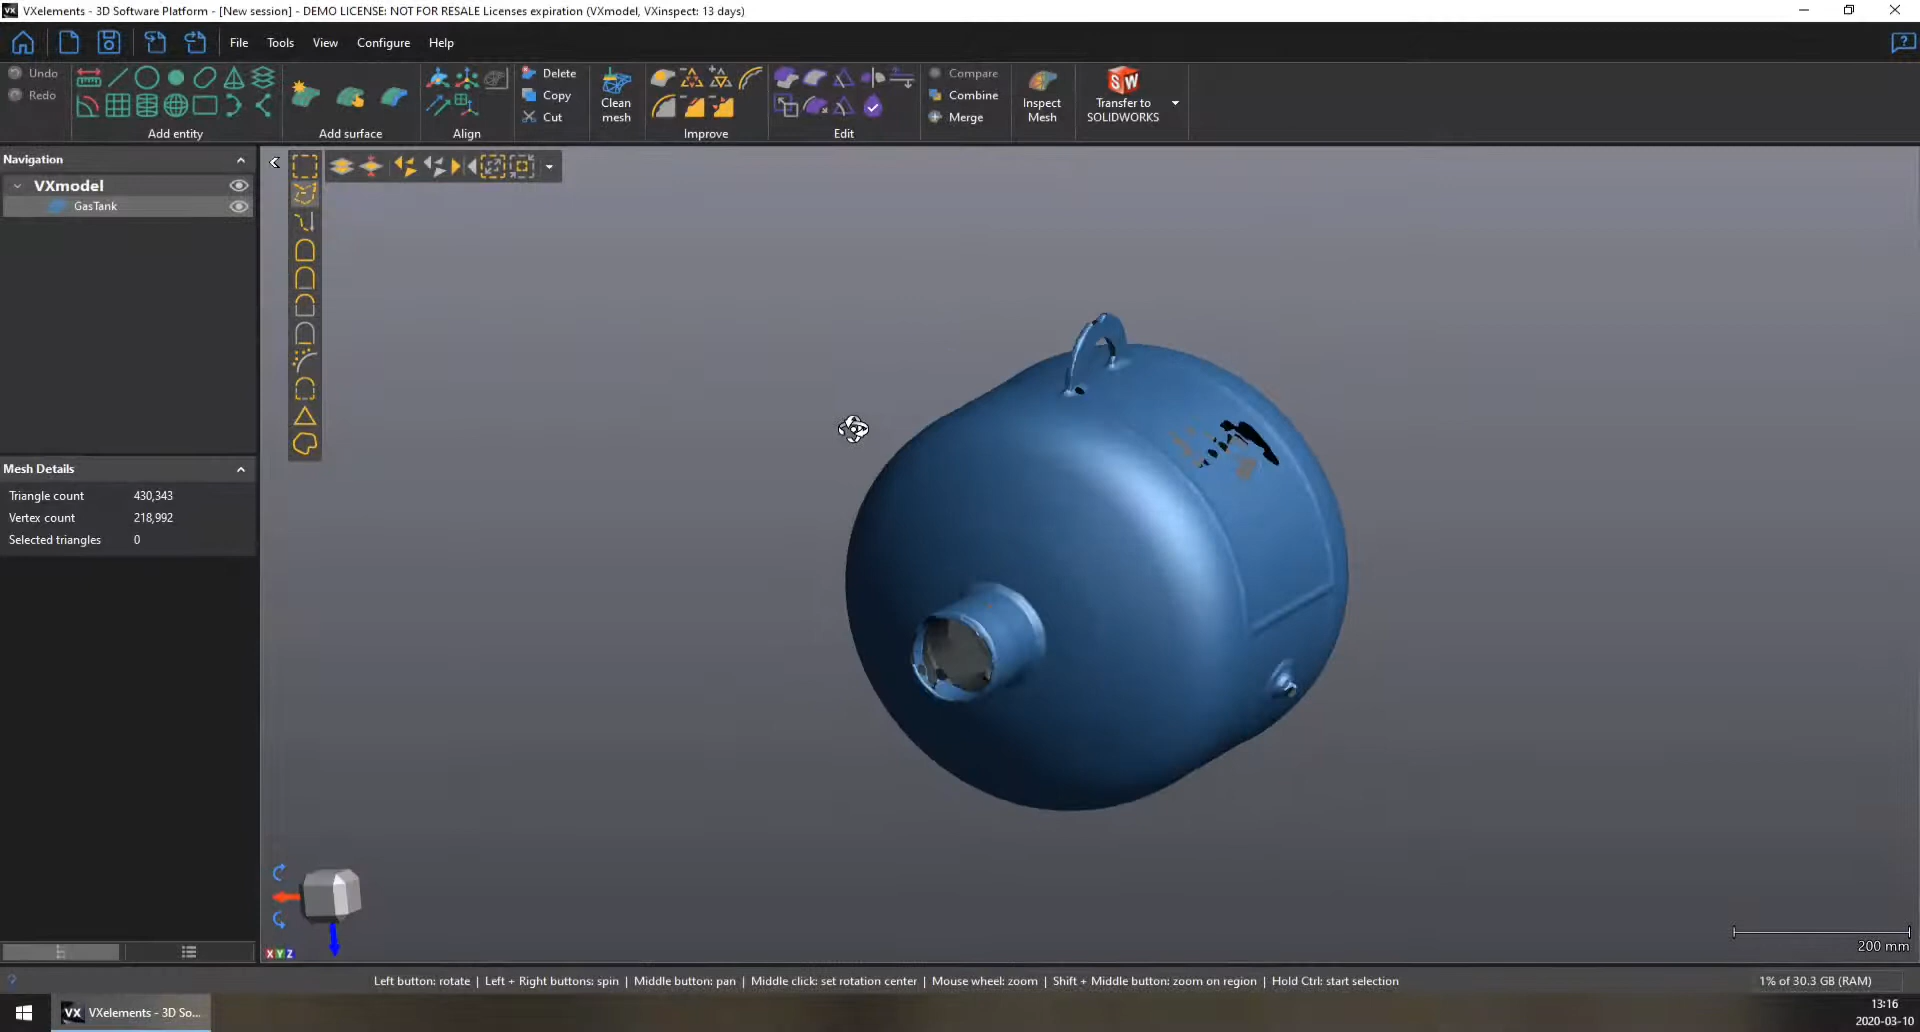 VX VXelements - 3D Software Platform - [New session] - DEMO LICENSE: NOT FOR RESALE Licenses expiration (VXmodel, VXinspect: 13 days)
File Tools View Configure Help
Undo
Redo
Add entity
Add surface
Align
Delete
Copy
Cut
Clean
mesh
Improve
Edit
Compare
Combine
Merge
Inspect
Mesh
SW
Transfer to
SOLIDWORKS
Navigation
VXmodel
GasTank
Mesh Details
Triangle count 430,343
Vertex count 218,992
Selected triangles 0
X Y Z
200 mm
Left button: rotate | Left + Right buttons: spin | Middle button: pan | Middle click: set rotation center | Mouse wheel: zoom | Shift + Middle button: zoom on region | Hold Ctrl: start selection
1% of 30.3 GB (RAM)
VX VXelements - 3D So...
13:16
2020-03-10